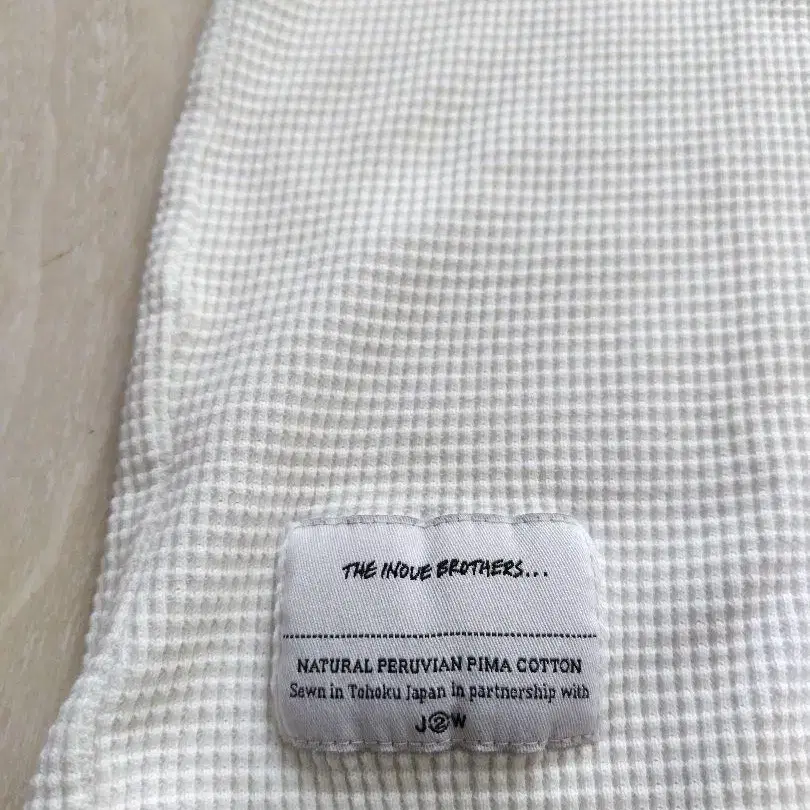 THE INOUE BROTHERS...
NATURAL PERUVIAN PIMA COTTON
Sewn in Tohoku Japan in partnership with
J②W